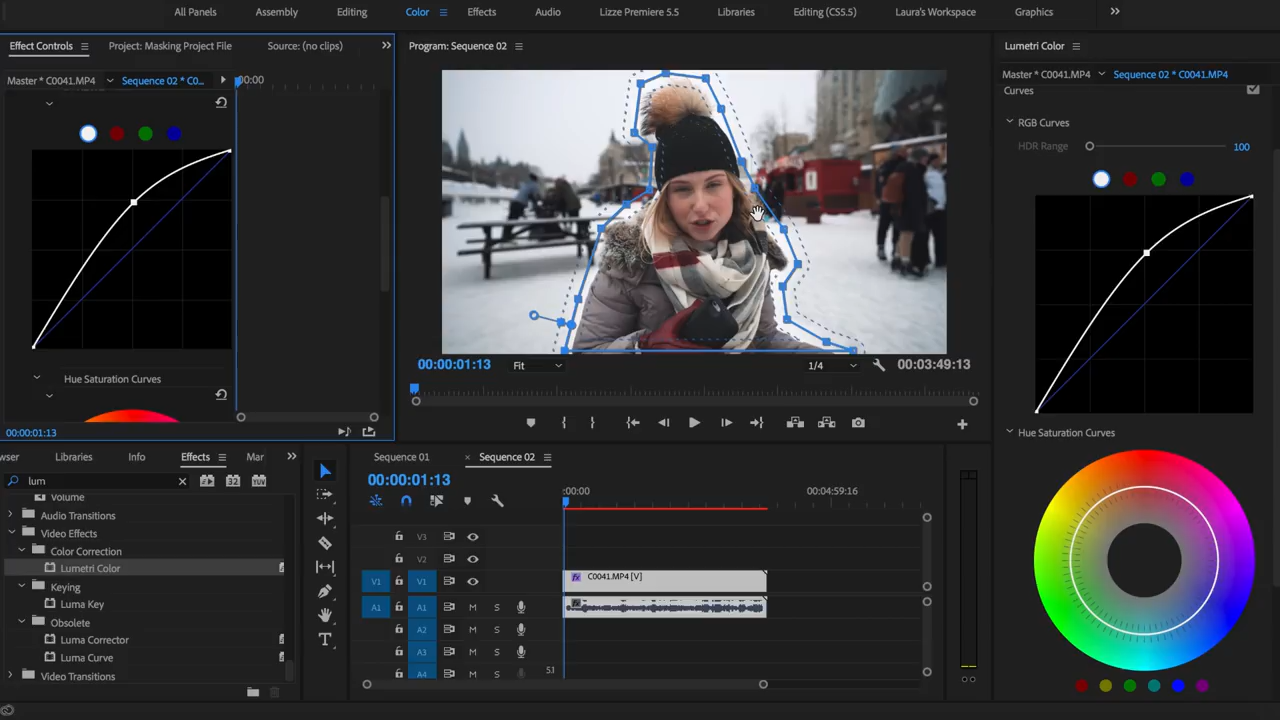 All Panels Assembly Editing Color Effects Audio Lizze Premiere 5.5 Libraries Editing (CS5.5) Laura's Workspace Graphics
Effect Controls Project: Masking Project File Source: (no clips)
Master * C0041.MP4 Sequence 02 * C0... 00:00
Hue Saturation Curves
00:00:01:13
Program: Sequence 02
00:00:01:13 Fit 1/4 00:03:49:13
Lumetri Color
Master * C0041.MP4 Sequence 02 * C0041.MP4
Curves
RGB Curves
HDR Range 100
Hue Saturation Curves
wser Libraries Info Effects Mar
lum
32 YUV
Volume
Audio Transitions
Video Effects
Color Correction
Lumetri Color
Keying
Luma Key
Obsolete
Luma Corrector
Luma Curve
Video Transitions
Sequence 01 × Sequence 02
00:00:01:13
:00:00 00:04:59:16
V3
V2
V1 V1 fx C0041.MP4 [V]
A1 A1 M S
A2 M S
A3 M S
A4 M S 5.1